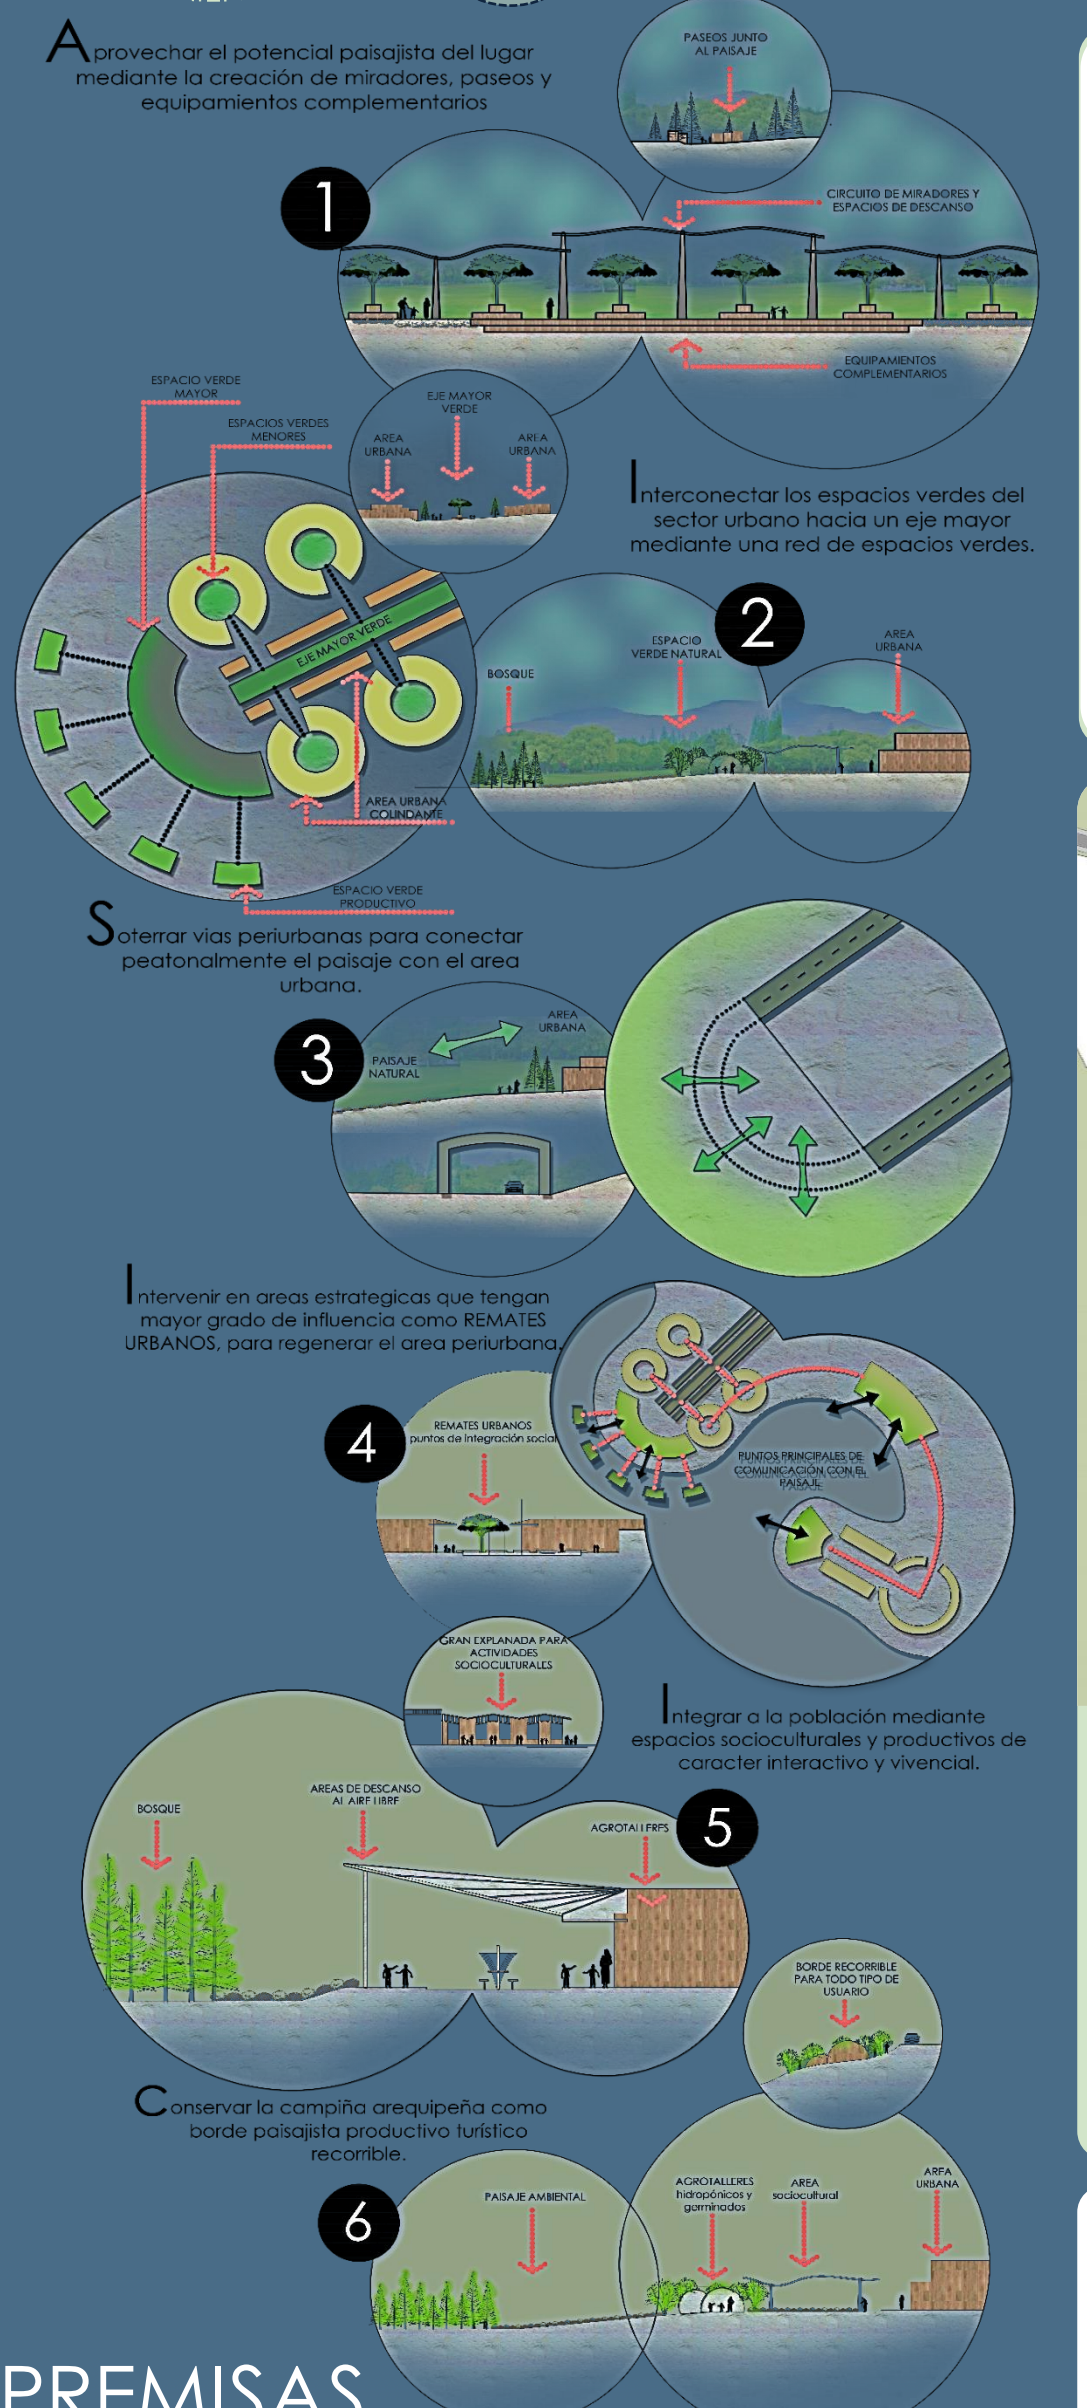 Aprovechar el potencial paisajista del lugar
mediante la creación de miradores, paseos y
equipamientos complementarios
PASEOS JUNTO
AL PAISAJE
1
CIRCUITO DE MIRADORES Y
ESPACIOS DE DESCANSO
EQUIPAMIENTOS
COMPLEMENTARIOS
ESPACIO VERDE
MAYOR
ESPACIOS VERDES
MENORES
EJE MAYOR
VERDE
AREA
URBANA
AREA
URBANA
Interconectar los espacios verdes del
sector urbano hacia un eje mayor
mediante una red de espacios verdes.
2
EJE MAYOR VERDE
BOSQUE
ESPACIO
VERDE NATURAL
AREA
URBANA
AREA URBANA
COLINDANTE
ESPACIO VERDE
PRODUCTIVO
Soterrar vias periurbanas para conectar
peatonalmente el paisaje con el area
urbana.
3
PAISAJE
NATURAL
AREA
URBANA
Intervenir en areas estrategicas que tengan
mayor grado de influencia como REMATES
URBANOS, para regenerar el area periurbana.
4
REMATES URBANOS
puntos de integración social
PUNTOS PRINCIPALES DE
COMUNICACIÓN CON EL
PAISAJE
GRAN EXPLANADA PARA
ACTIVIDADES
SOCIOCULTURALES
Integrar a la población mediante
espacios socioculturales y productivos de
caracter interactivo y vivencial.
5
BOSQUE
AREAS DE DESCANSO
AL AIRE LIBRE
AGROTALLERES
BORDE RECORRIBLE
PARA TODO TIPO DE
USUARIO
Conservar la campiña arequipeña como
borde paisajista productivo turístico
recorrible.
6
PAISAJE AMBIENTAL
AGROTALLERES
hidropónicos y
germinados
AREA
sociocultural
AREA
URBANA
PREMISAS